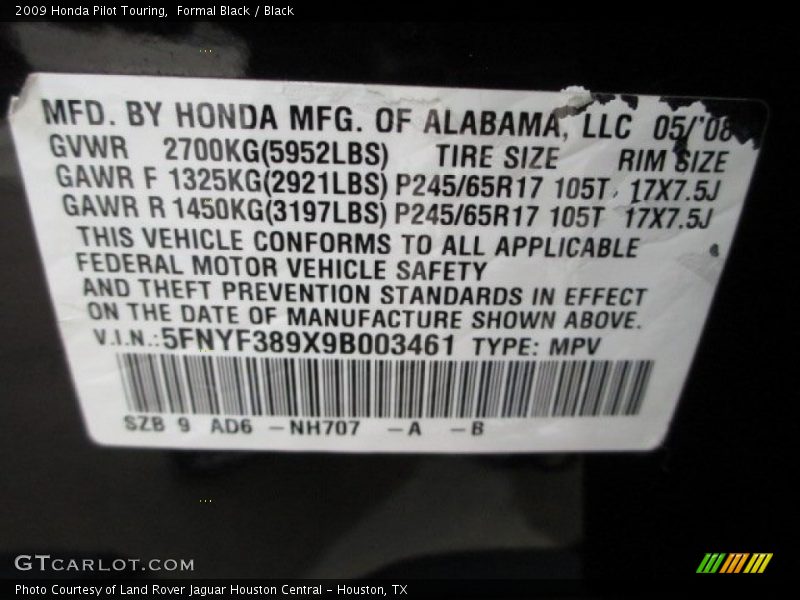 2009 Honda Pilot Touring,  Formal Black / Black
MFD. BY HONDA MFG. OF ALABAMA, LLC 05/'08
GVWR 2700KG(5952LBS) TIRE SIZE RIM SIZE
GAWR F 1325KG(2921LBS) P245/65R17 105T 17X7.5J
GAWR R 1450KG(3197LBS) P245/65R17 105T 17X7.5J
THIS VEHICLE CONFORMS TO ALL APPLICABLE
FEDERAL MOTOR VEHICLE SAFETY
AND THEFT PREVENTION STANDARDS IN EFFECT
ON THE DATE OF MANUFACTURE SHOWN ABOVE.
V.I.N.:5FNYF389X9B003461 TYPE: MPV
SZB 9 AD6 -NH707 -A -B
GTCARLOT.COM
Photo Courtesy of Land Rover Jaguar Houston Central - Houston, TX